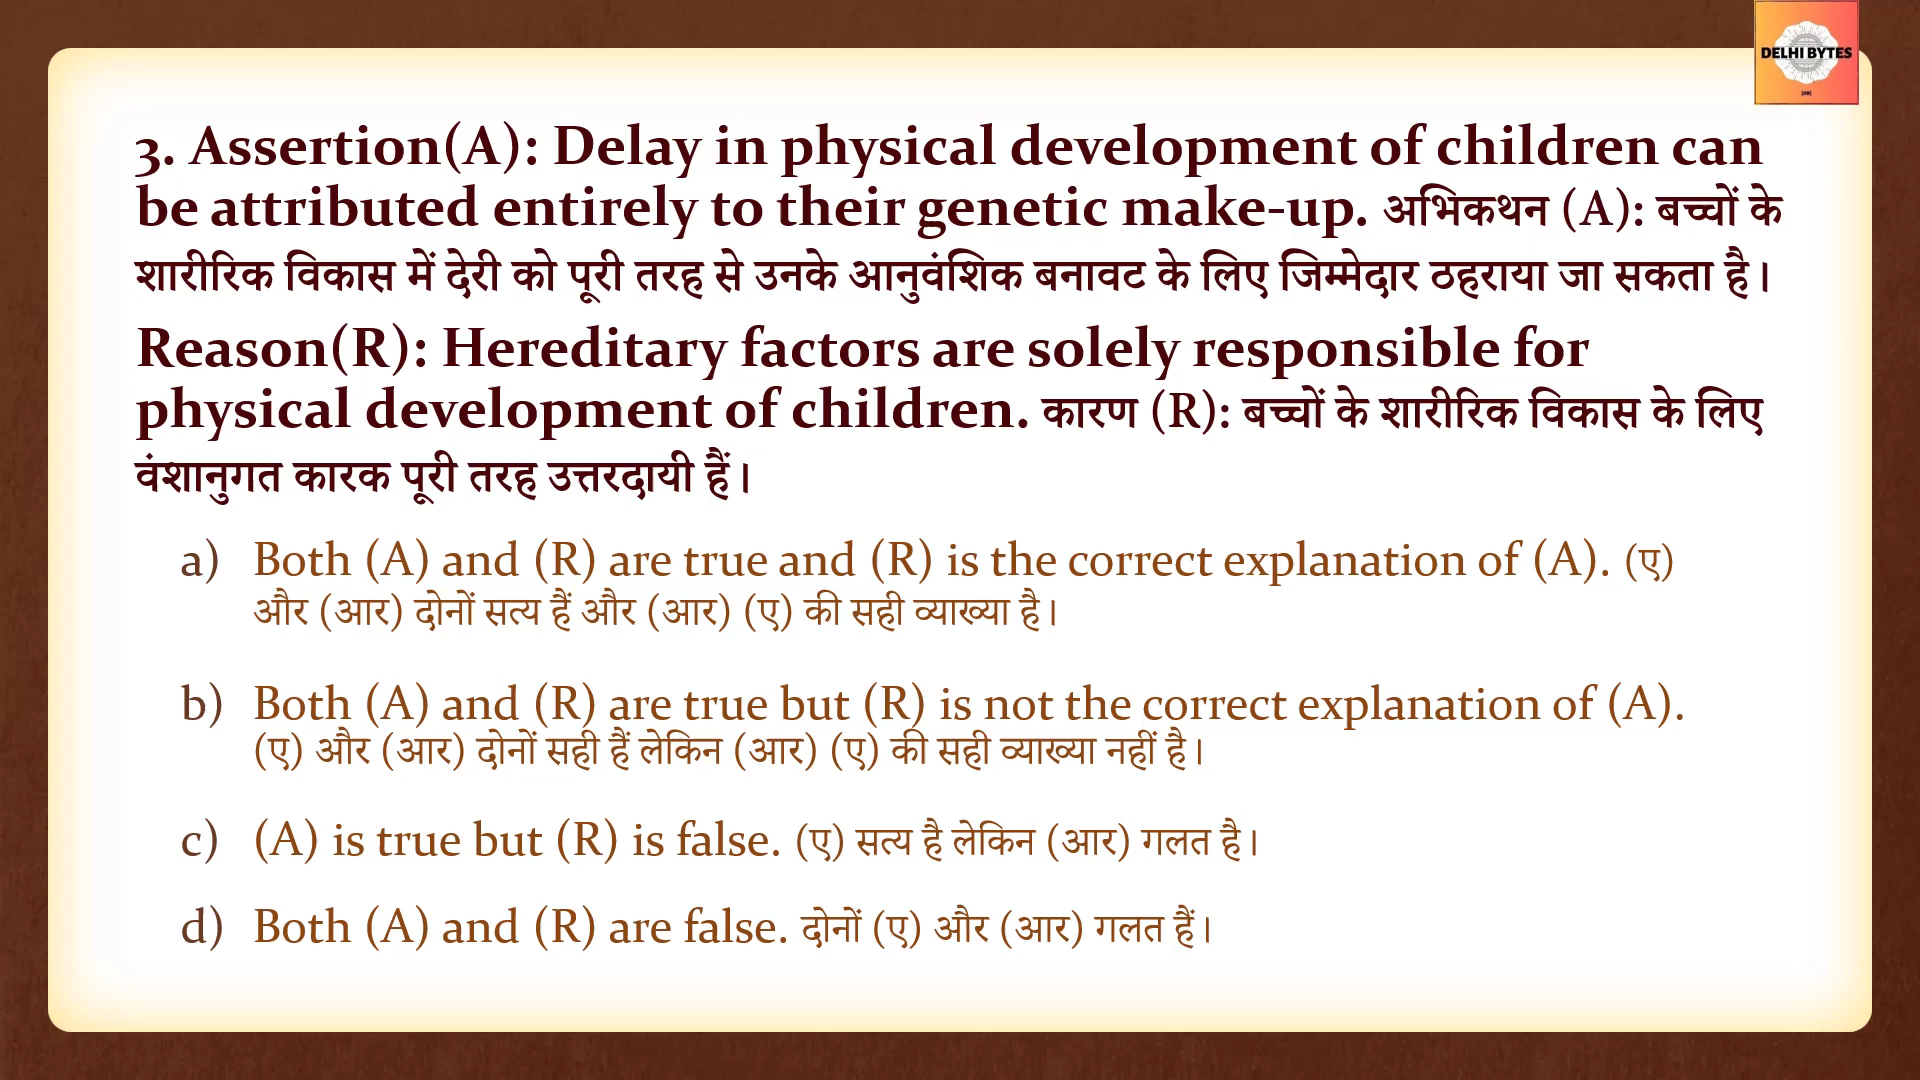 DELHI BYTES
3. Assertion(A): Delay in physical development of children can
be attributed entirely to their genetic make-up. अभिकथन (A): बच्चों के
शारीरिक विकास में देरी को पूरी तरह से उनके आनुवंशिक बनावट के लिए जिम्मेदार ठहराया जा सकता है।
Reason(R): Hereditary factors are solely responsible for
physical development of children. कारण (R): बच्चों के शारीरिक विकास के लिए
वंशानुगत कारक पूरी तरह उत्तरदायी हैं।
a) Both (A) and (R) are true and (R) is the correct explanation of (A). (ए)
और (आर) दोनों सत्य हैं और (आर) (ए) की सही व्याख्या है।
b) Both (A) and (R) are true but (R) is not the correct explanation of (A).
(ए) और (आर) दोनों सही हैं लेकिन (आर) (ए) की सही व्याख्या नहीं है।
c) (A) is true but (R) is false. (ए) सत्य है लेकिन (आर) गलत है।
d) Both (A) and (R) are false. दोनों (ए) और (आर) गलत हैं।